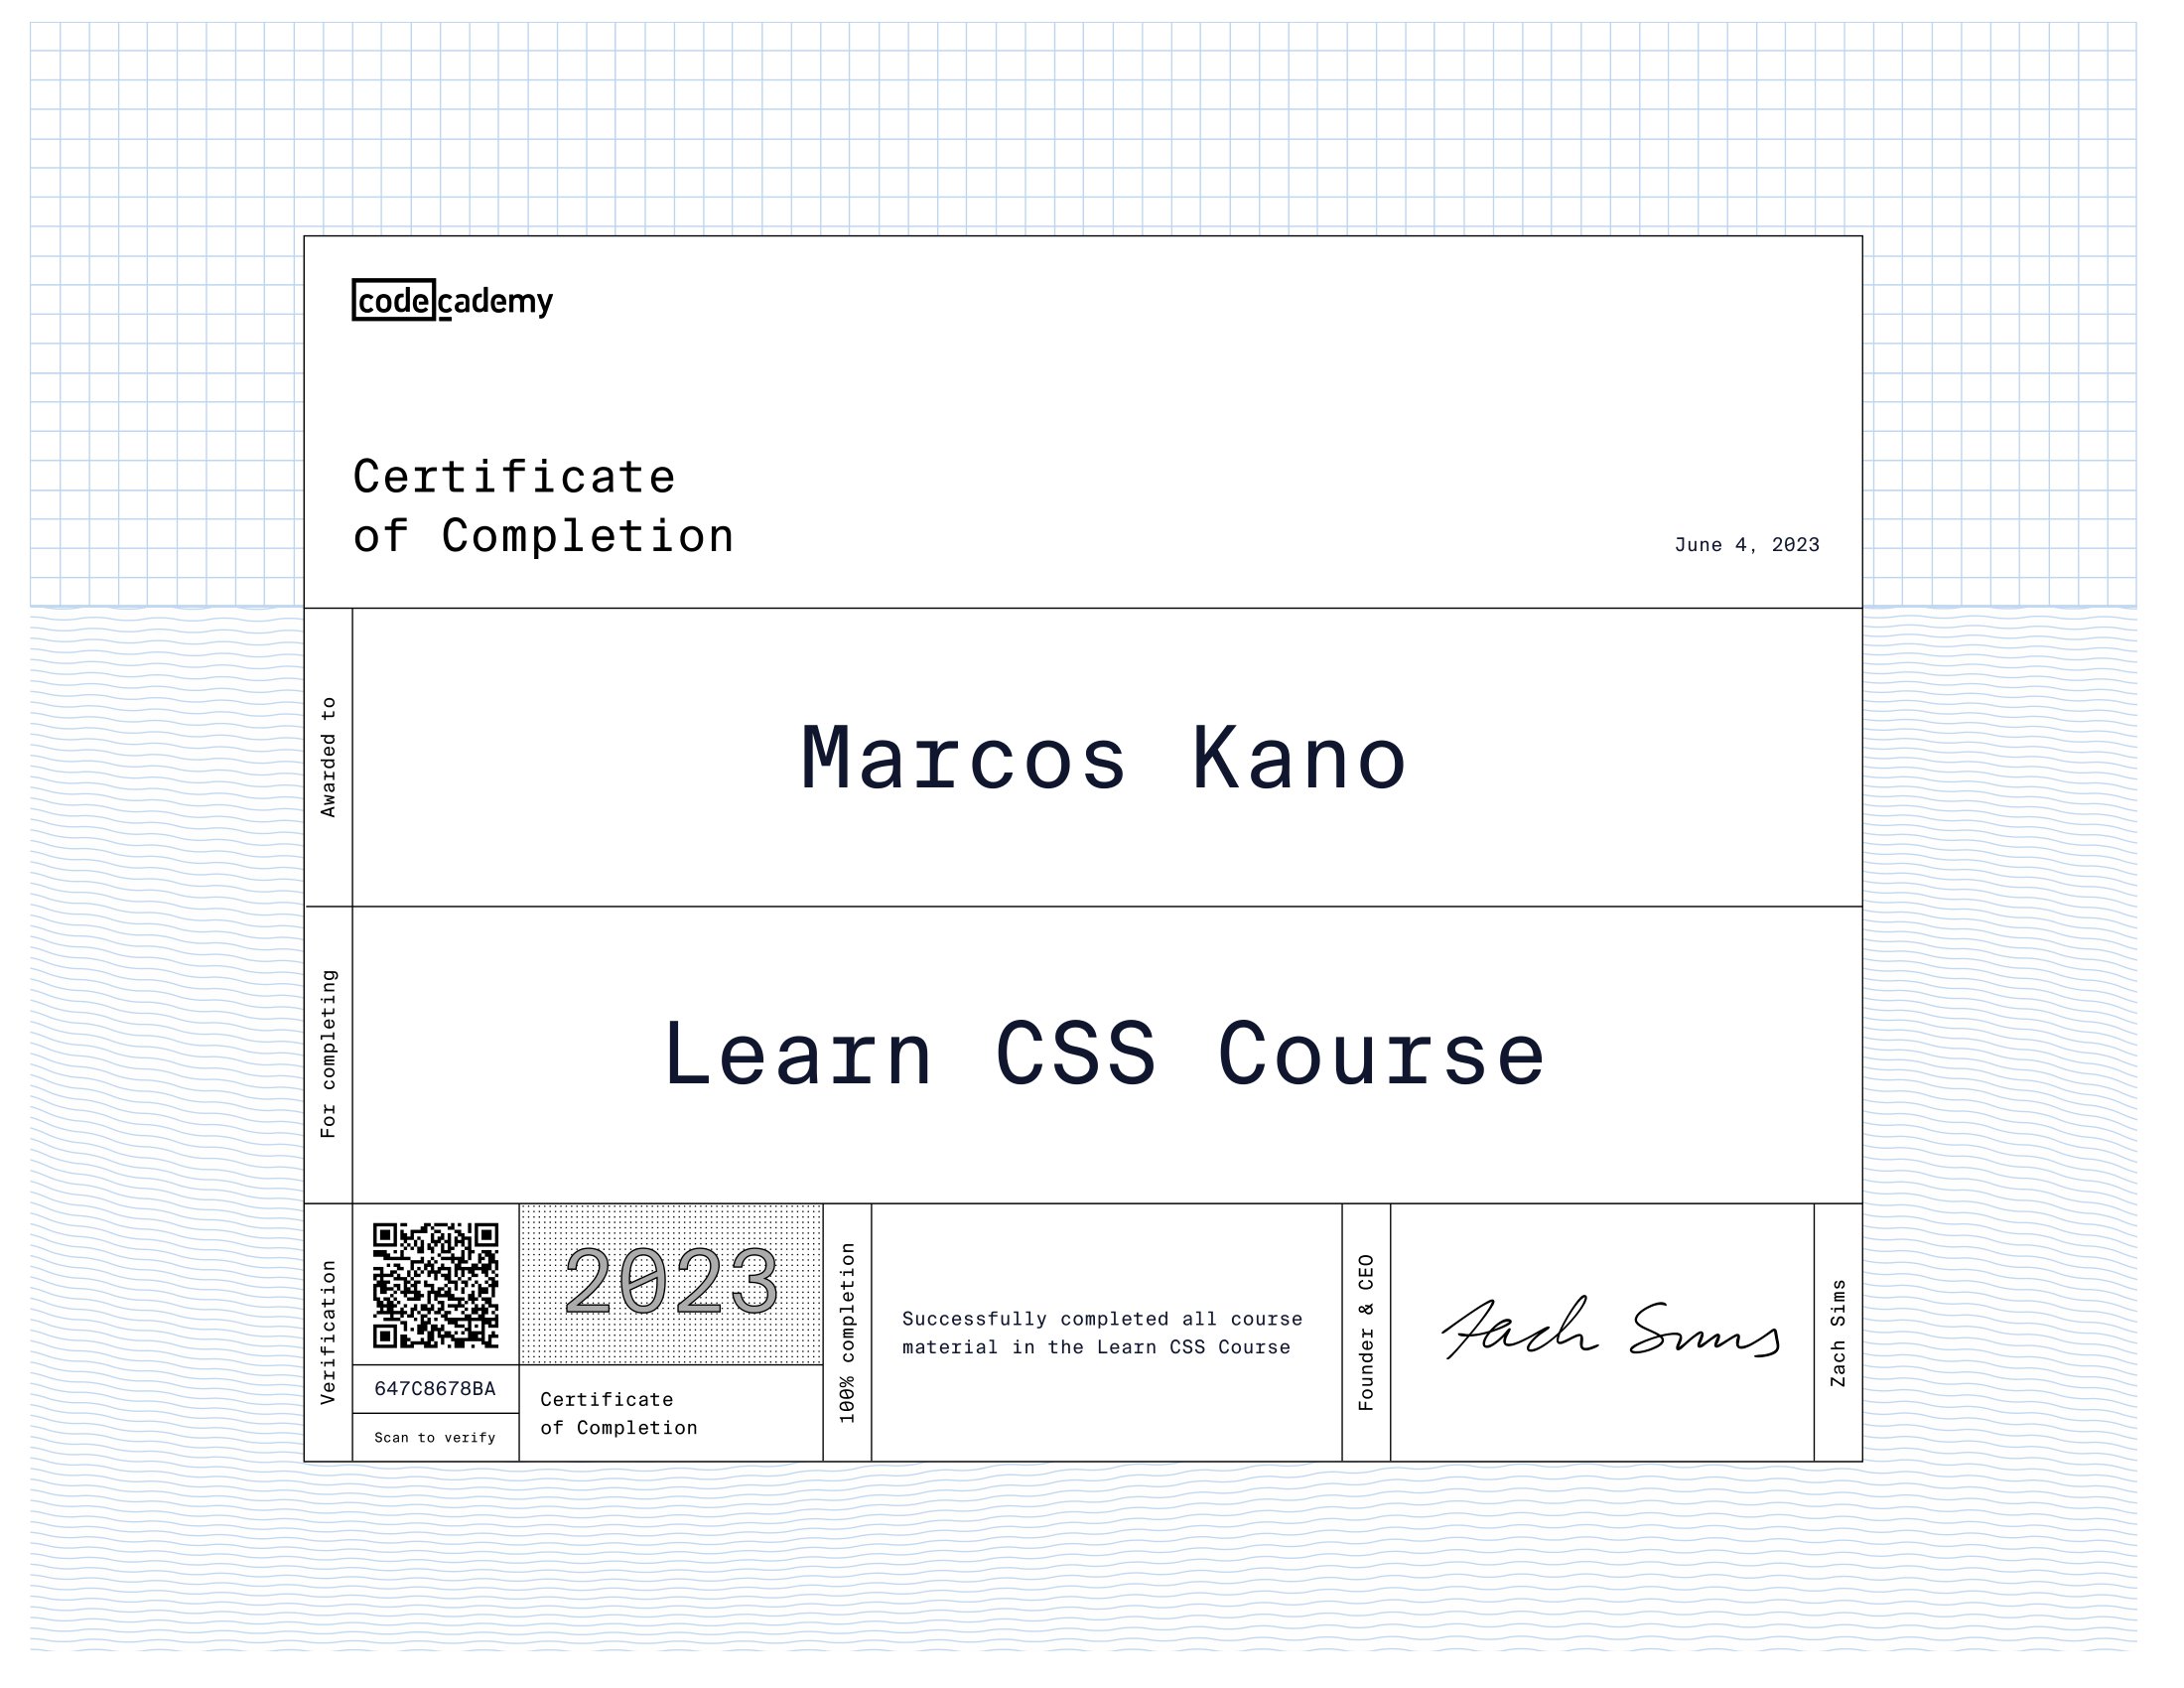 codecademy
Certificate
of Completion
June 4, 2023
Awarded to
Marcos Kano
For completing
Learn CSS Course
Verification
647C8678BA
Scan to verify
2023
Certificate
of Completion
100% completion
Successfully completed all course
material in the Learn CSS Course
Founder & CEO
Zach Sims
Zach Sims